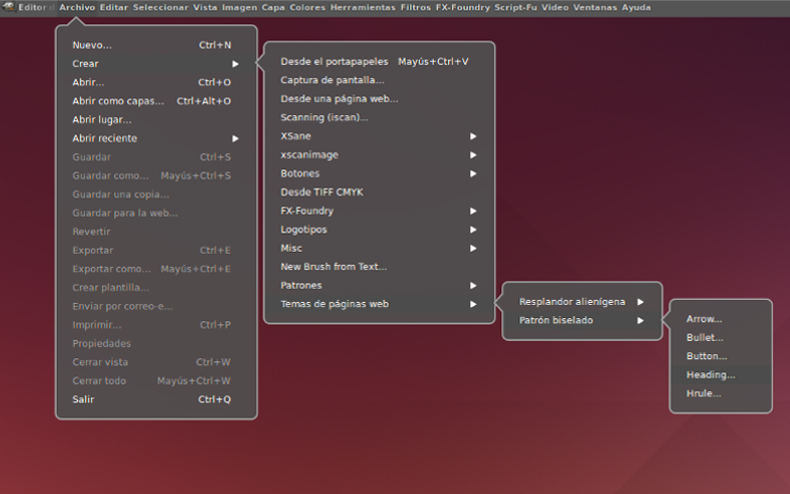 Editor Archivo Editar Seleccionar Vista Imagen Capa Colores Herramientas Filtros FX-Foundry Script-Fu Video Ventanas Ayuda
Nuevo... Ctrl+N
Crear
Abrir... Ctrl+O
Abrir como capas... Ctrl+Alt+O
Abrir lugar...
Abrir reciente
Guardar Ctrl+S
Guardar como... Mayús+Ctrl+S
Guardar una copia...
Guardar para la web...
Revertir
Exportar Ctrl+E
Exportar como... Mayús+Ctrl+E
Crear plantilla...
Enviar por correo-e...
Imprimir... Ctrl+P
Propiedades
Cerrar vista Ctrl+W
Cerrar todo Mayús+Ctrl+W
Salir Ctrl+Q
Desde el portapapeles Mayús+Ctrl+V
Captura de pantalla...
Desde una página web...
Scanning (iscan)...
XSane
xscanimage
Botones
Desde TIFF CMYK
FX-Foundry
Logotipos
Misc
New Brush from Text...
Patrones
Temas de páginas web
Resplandor alienígena
Patrón biselado
Arrow...
Bullet...
Button...
Heading...
Hrule...